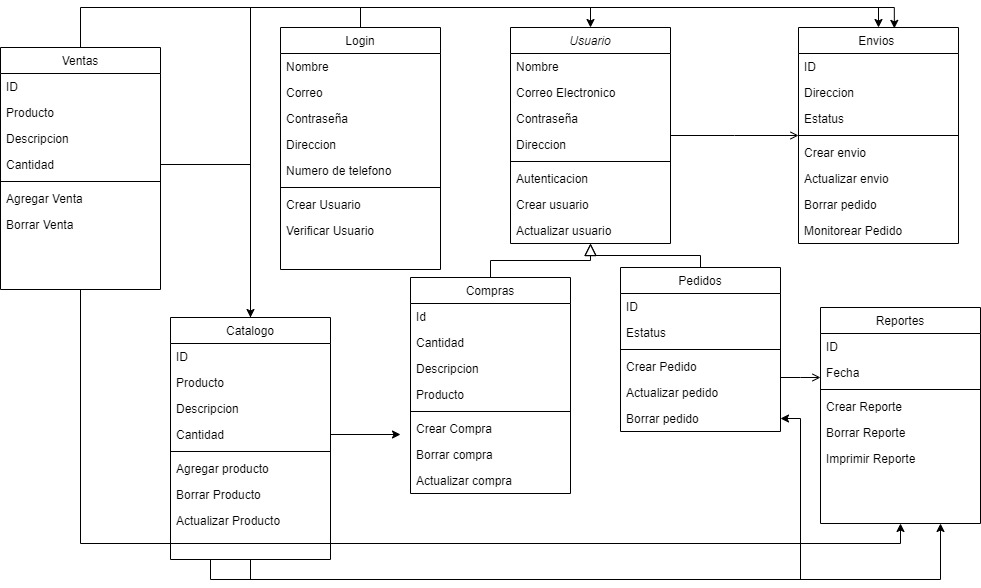 Ventas
ID
Producto
Descripcion
Cantidad
Agregar Venta
Borrar Venta
Login
Nombre
Correo
Contraseña
Direccion
Numero de telefono
Crear Usuario
Verificar Usuario
Usuario
Nombre
Correo Electronico
Contraseña
Direccion
Autenticacion
Crear usuario
Actualizar usuario
Envios
ID
Direccion
Estatus
Crear envio
Actualizar envio
Borrar pedido
Monitorear Pedido
Catalogo
ID
Producto
Descripcion
Cantidad
Agregar producto
Borrar Producto
Actualizar Producto
Compras
Id
Cantidad
Descripcion
Producto
Crear Compra
Borrar compra
Actualizar compra
Pedidos
ID
Estatus
Crear Pedido
Actualizar pedido
Borrar pedido
Reportes
ID
Fecha
Crear Reporte
Borrar Reporte
Imprimir Reporte